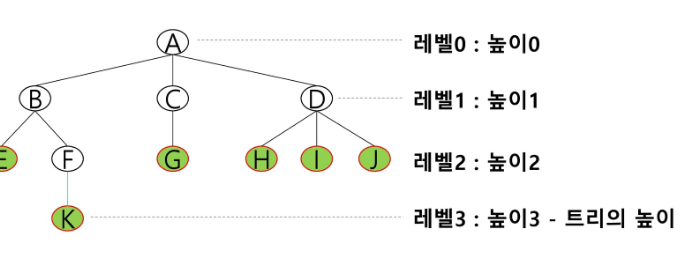 A
레벨0 : 높이0
B
C
D
레벨1 : 높이1
E
F
G
H
I
J
레벨2 : 높이2
K
레벨3 : 높이3 - 트리의 높이